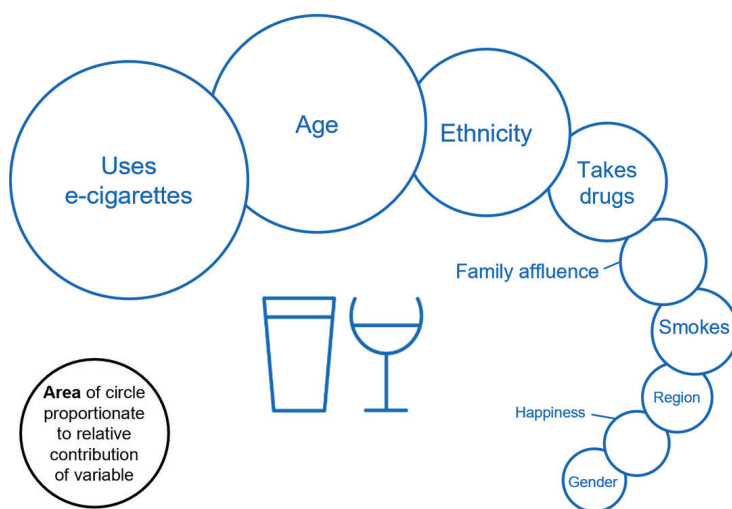 Uses
e-cigarettes
Age
Ethnicity
Takes
drugs
Family affluence
Smokes
Region
Happiness
Gender
Area of circle
proportionate
to relative
contribution
of variable